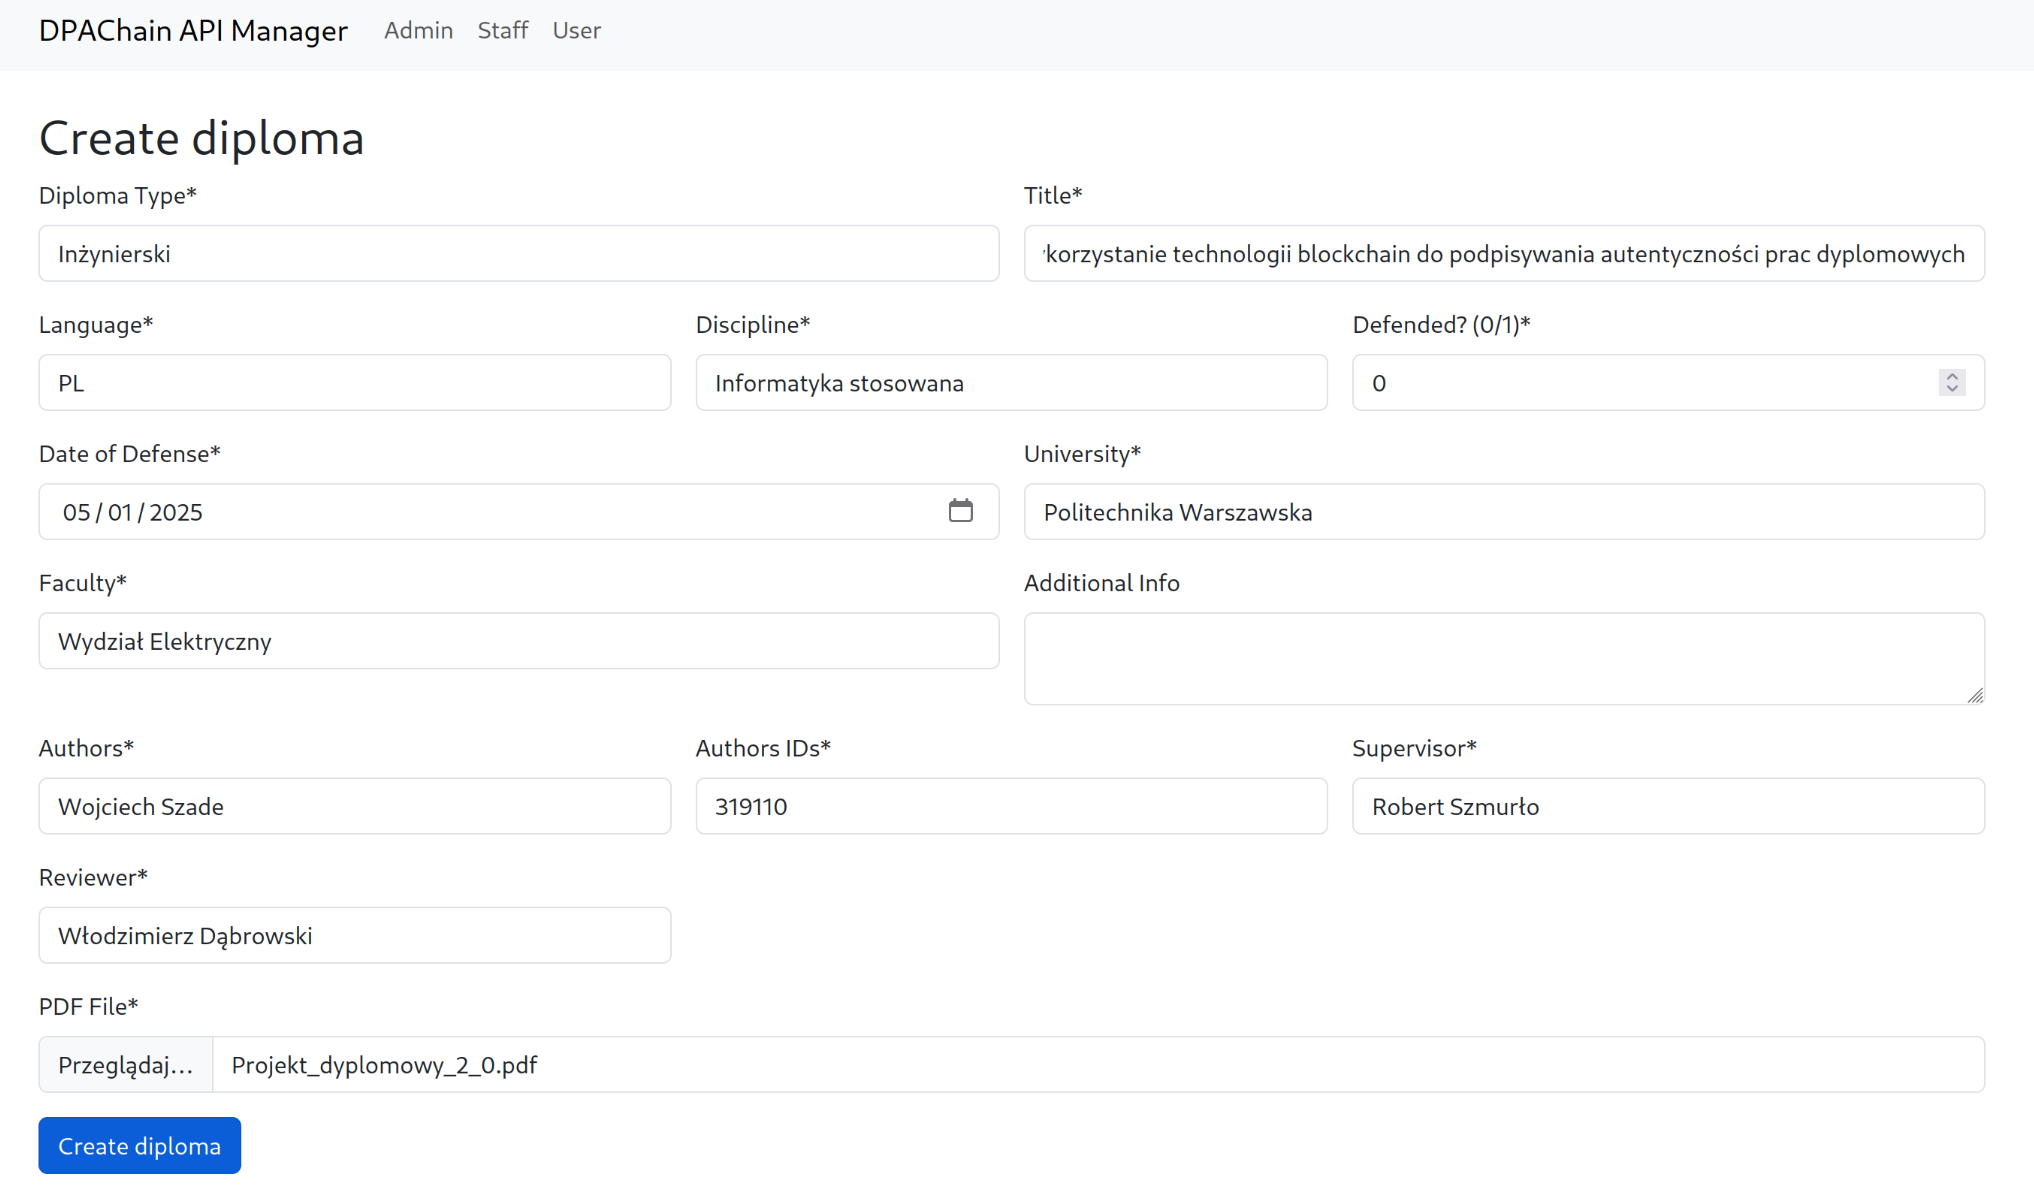 DPAChain API Manager Admin Staff User
Create diploma
Diploma Type* Title*
Inżynierski korzystanie technologii blockchain do podpisywania autentyczności prac dyplomowych
Language* Discipline* Defended? (0/1)*
PL Informatyka stosowana 0
Date of Defense* University*
05 / 01 / 2025 Politechnika Warszawska
Faculty* Additional Info
Wydział Elektryczny
Authors* Authors IDs* Supervisor*
Wojciech Szade 319110 Robert Szmurło
Reviewer*
Włodzimierz Dąbrowski
PDF File*
Przeglądaj... Projekt_dyplomowy_2_0.pdf
Create diploma